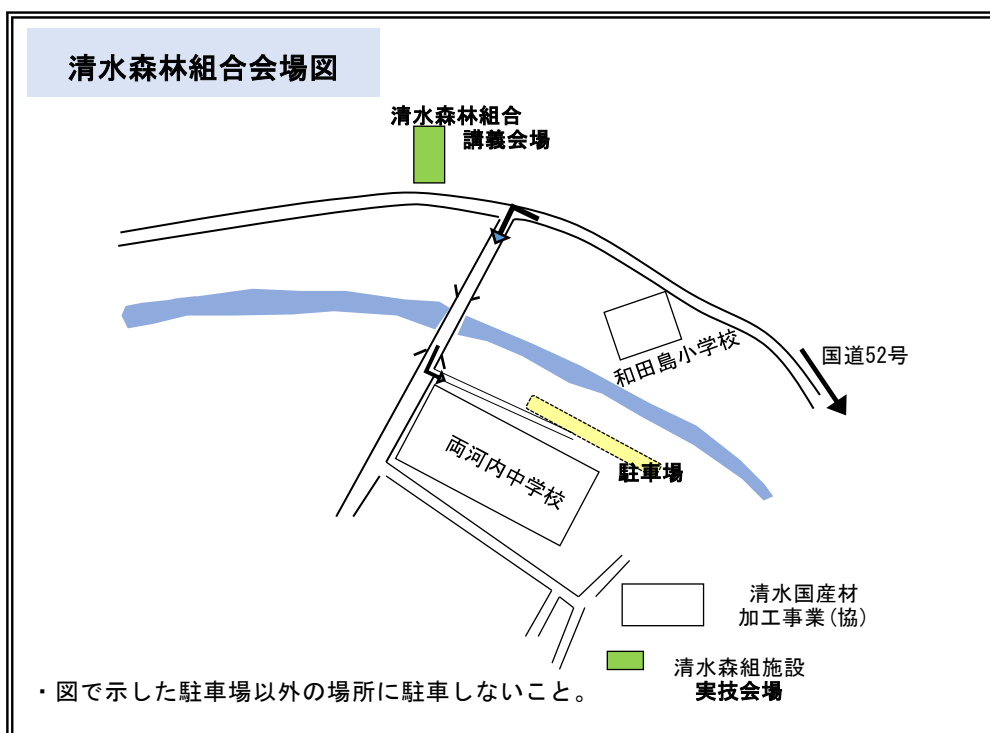 清水森林組合会場図
清水森林組合
講義会場
国道52号
和田島小学校
両河内中学校
駐車場
清水国産材
加工事業(協)
清水森組施設
実技会場
・図で示した駐車場以外の場所に駐車しないこと。